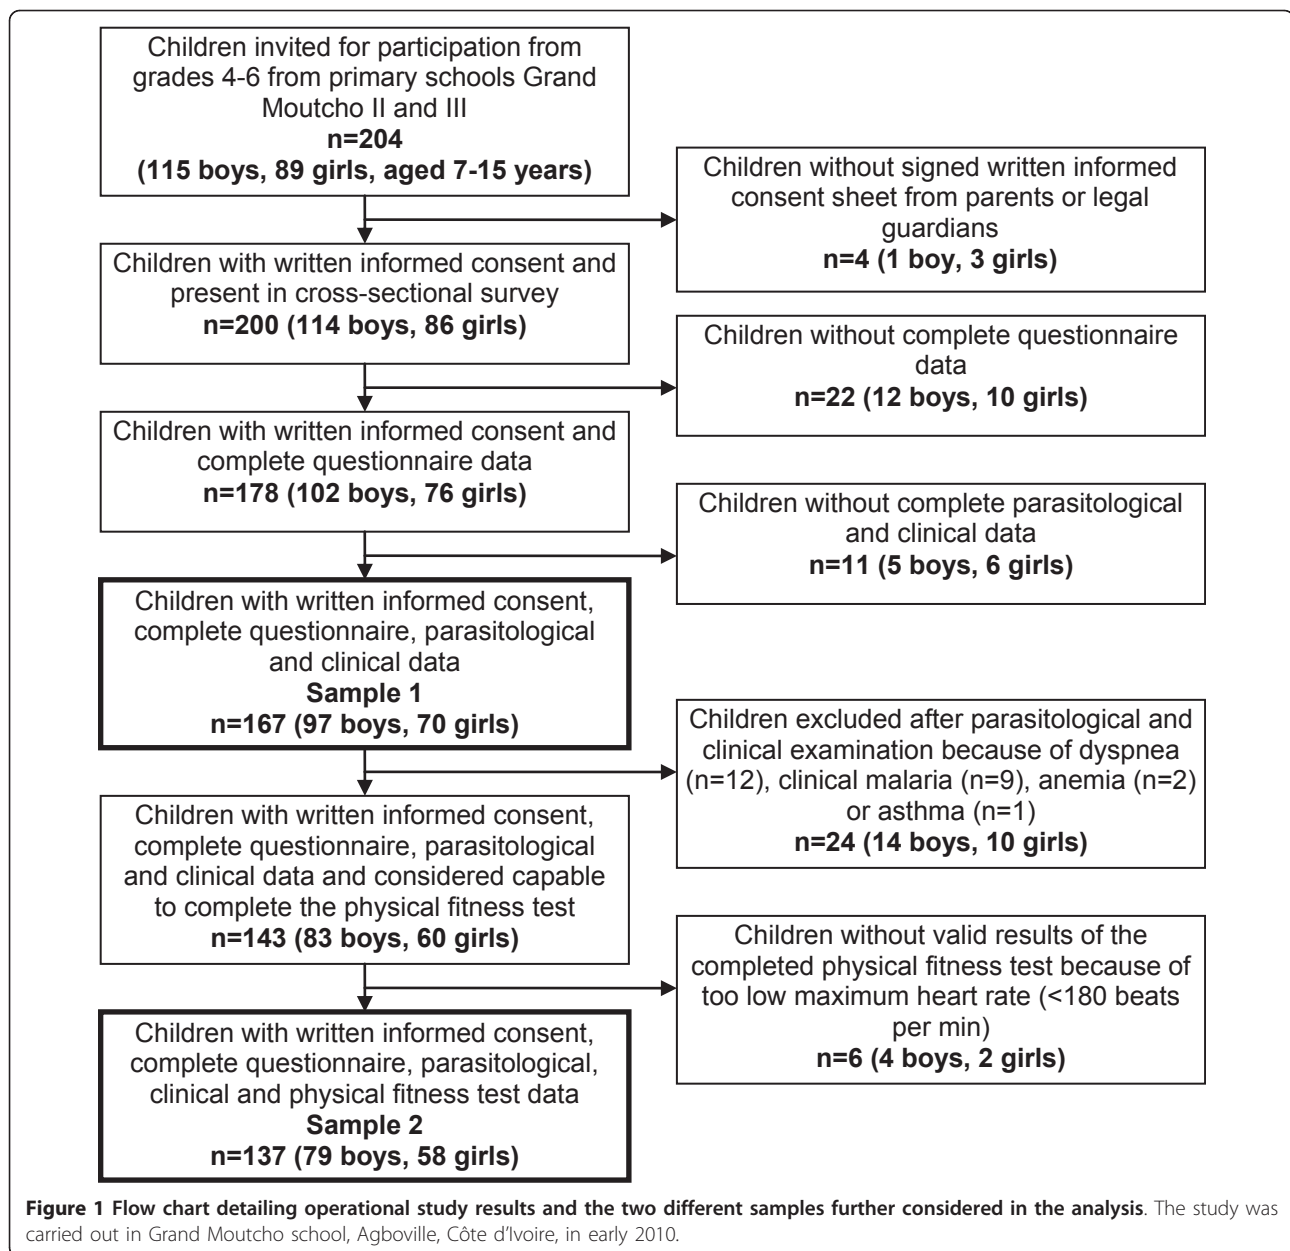 Children invited for participation from
grades 4-6 from primary schools Grand
Moutcho II and III
n=204
(115 boys, 89 girls, aged 7-15 years)
Children without signed written informed
consent sheet from parents or legal
guardians
n=4 (1 boy, 3 girls)
Children with written informed consent and
present in cross-sectional survey
n=200 (114 boys, 86 girls)
Children without complete questionnaire
data
n=22 (12 boys, 10 girls)
Children with written informed consent and
complete questionnaire data
n=178 (102 boys, 76 girls)
Children without complete parasitological
and clinical data
n=11 (5 boys, 6 girls)
Children with written informed consent,
complete questionnaire, parasitological
and clinical data
Sample 1
n=167 (97 boys, 70 girls)
Children excluded after parasitological and
clinical examination because of dyspnea
(n=12), clinical malaria (n=9), anemia (n=2)
or asthma (n=1)
n=24 (14 boys, 10 girls)
Children with written informed consent,
complete questionnaire, parasitological
and clinical data and considered capable
to complete the physical fitness test
n=143 (83 boys, 60 girls)
Children without valid results of the
completed physical fitness test because of
too low maximum heart rate (<180 beats
per min)
n=6 (4 boys, 2 girls)
Children with written informed consent,
complete questionnaire, parasitological,
clinical and physical fitness test data
Sample 2
n=137 (79 boys, 58 girls)
Figure 1 Flow chart detailing operational study results and the two different samples further considered in the analysis. The study was
carried out in Grand Moutcho school, Agboville, Côte d'Ivoire, in early 2010.